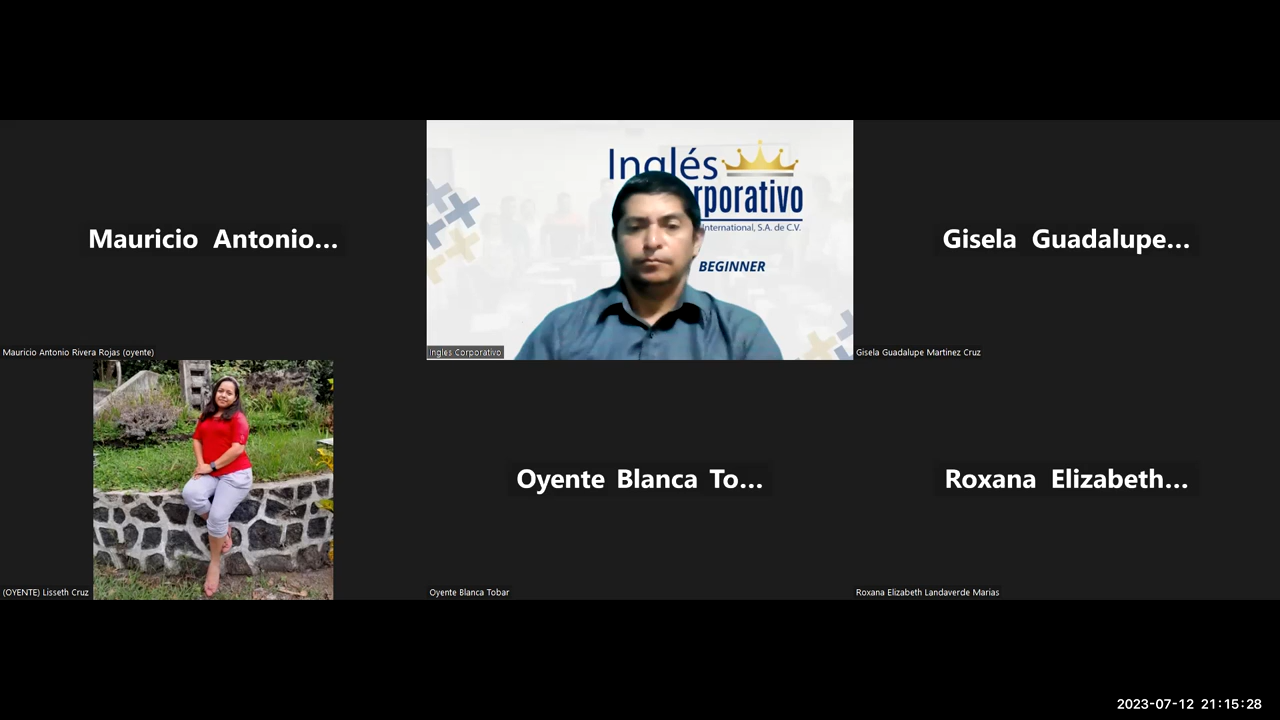 Mauricio Antonio...
Mauricio Antonio Rivera Rojas (oyente)
Inglés
rporativo
International, S.A. de C.V.
BEGINNER
Inglés Corporativo
Gisela Guadalupe...
Gisela Guadalupe Martinez Cruz
(OYENTE) Lisseth Cruz
Oyente Blanca To...
Oyente Blanca Tobar
Roxana Elizabeth...
Roxana Elizabeth Landaverde Marias
2023-07-12 21:15:28